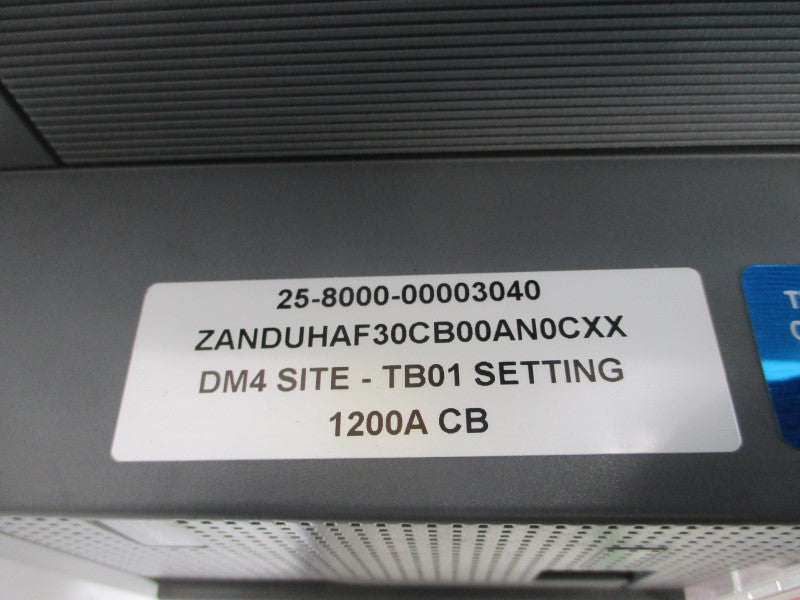 25-8000-00003040
ZANDUHAF30CB00AN0CXX
DM4 SITE - TB01 SETTING
1200A CB